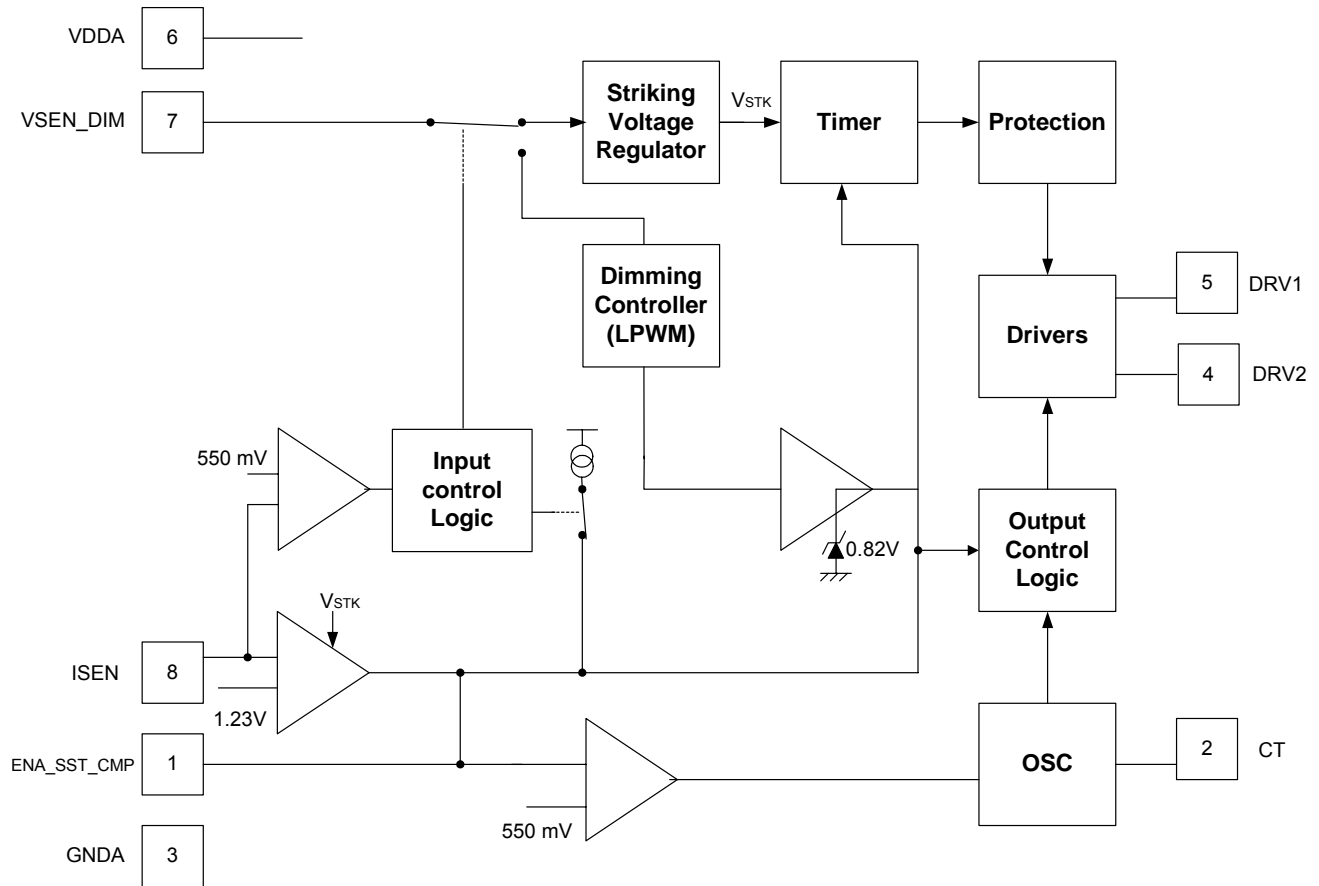 VDDA
6
VSEN_DIM
7
Striking
Voltage
Regulator
VSTK
Timer
Protection
Dimming
Controller
(LPWM)
5
DRV1
Drivers
4
DRV2
550 mV
Input
control
Logic
0.82V
Output
Control
Logic
VSTK
ISEN
8
1.23V
ENA_SST_CMP
1
OSC
2
CT
550 mV
GNDA
3